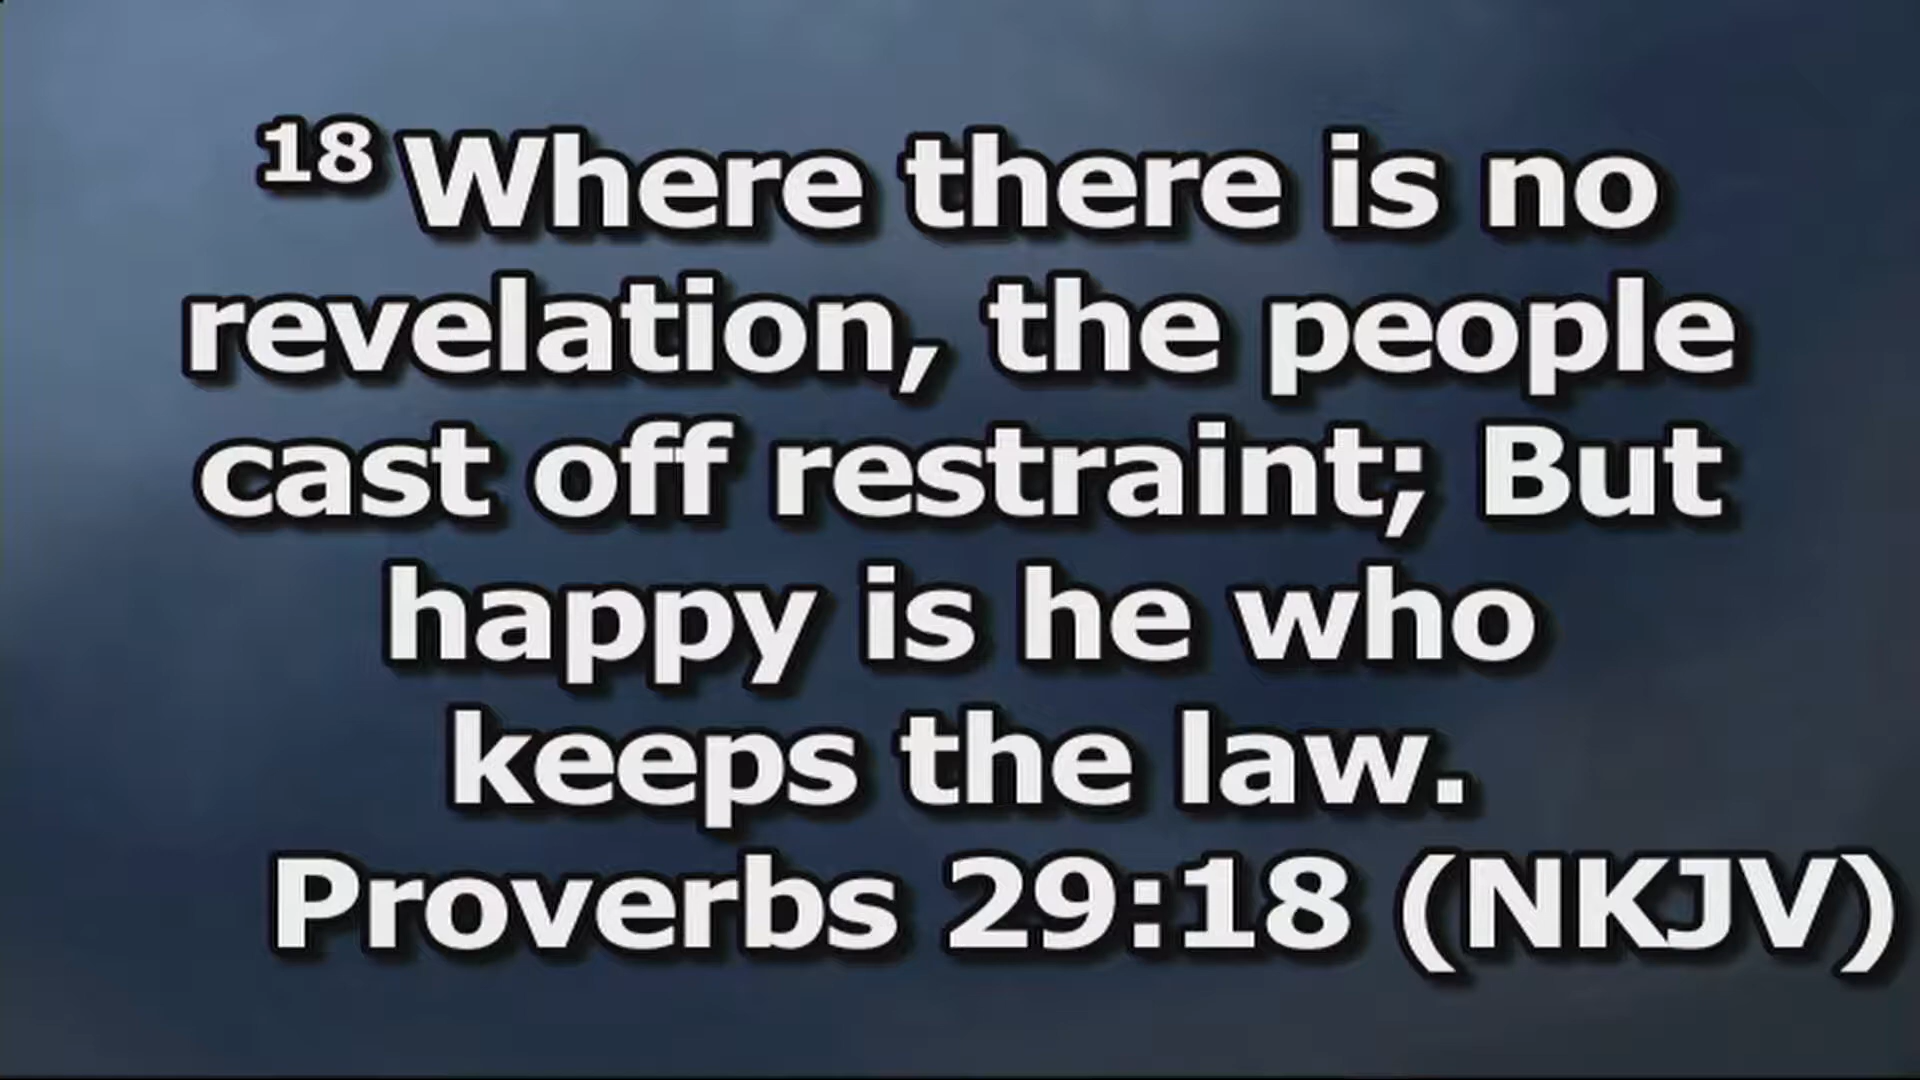 18 Where there is no
revelation, the people
cast off restraint; But
happy is he who
keeps the law.
Proverbs 29:18 (NKJV)